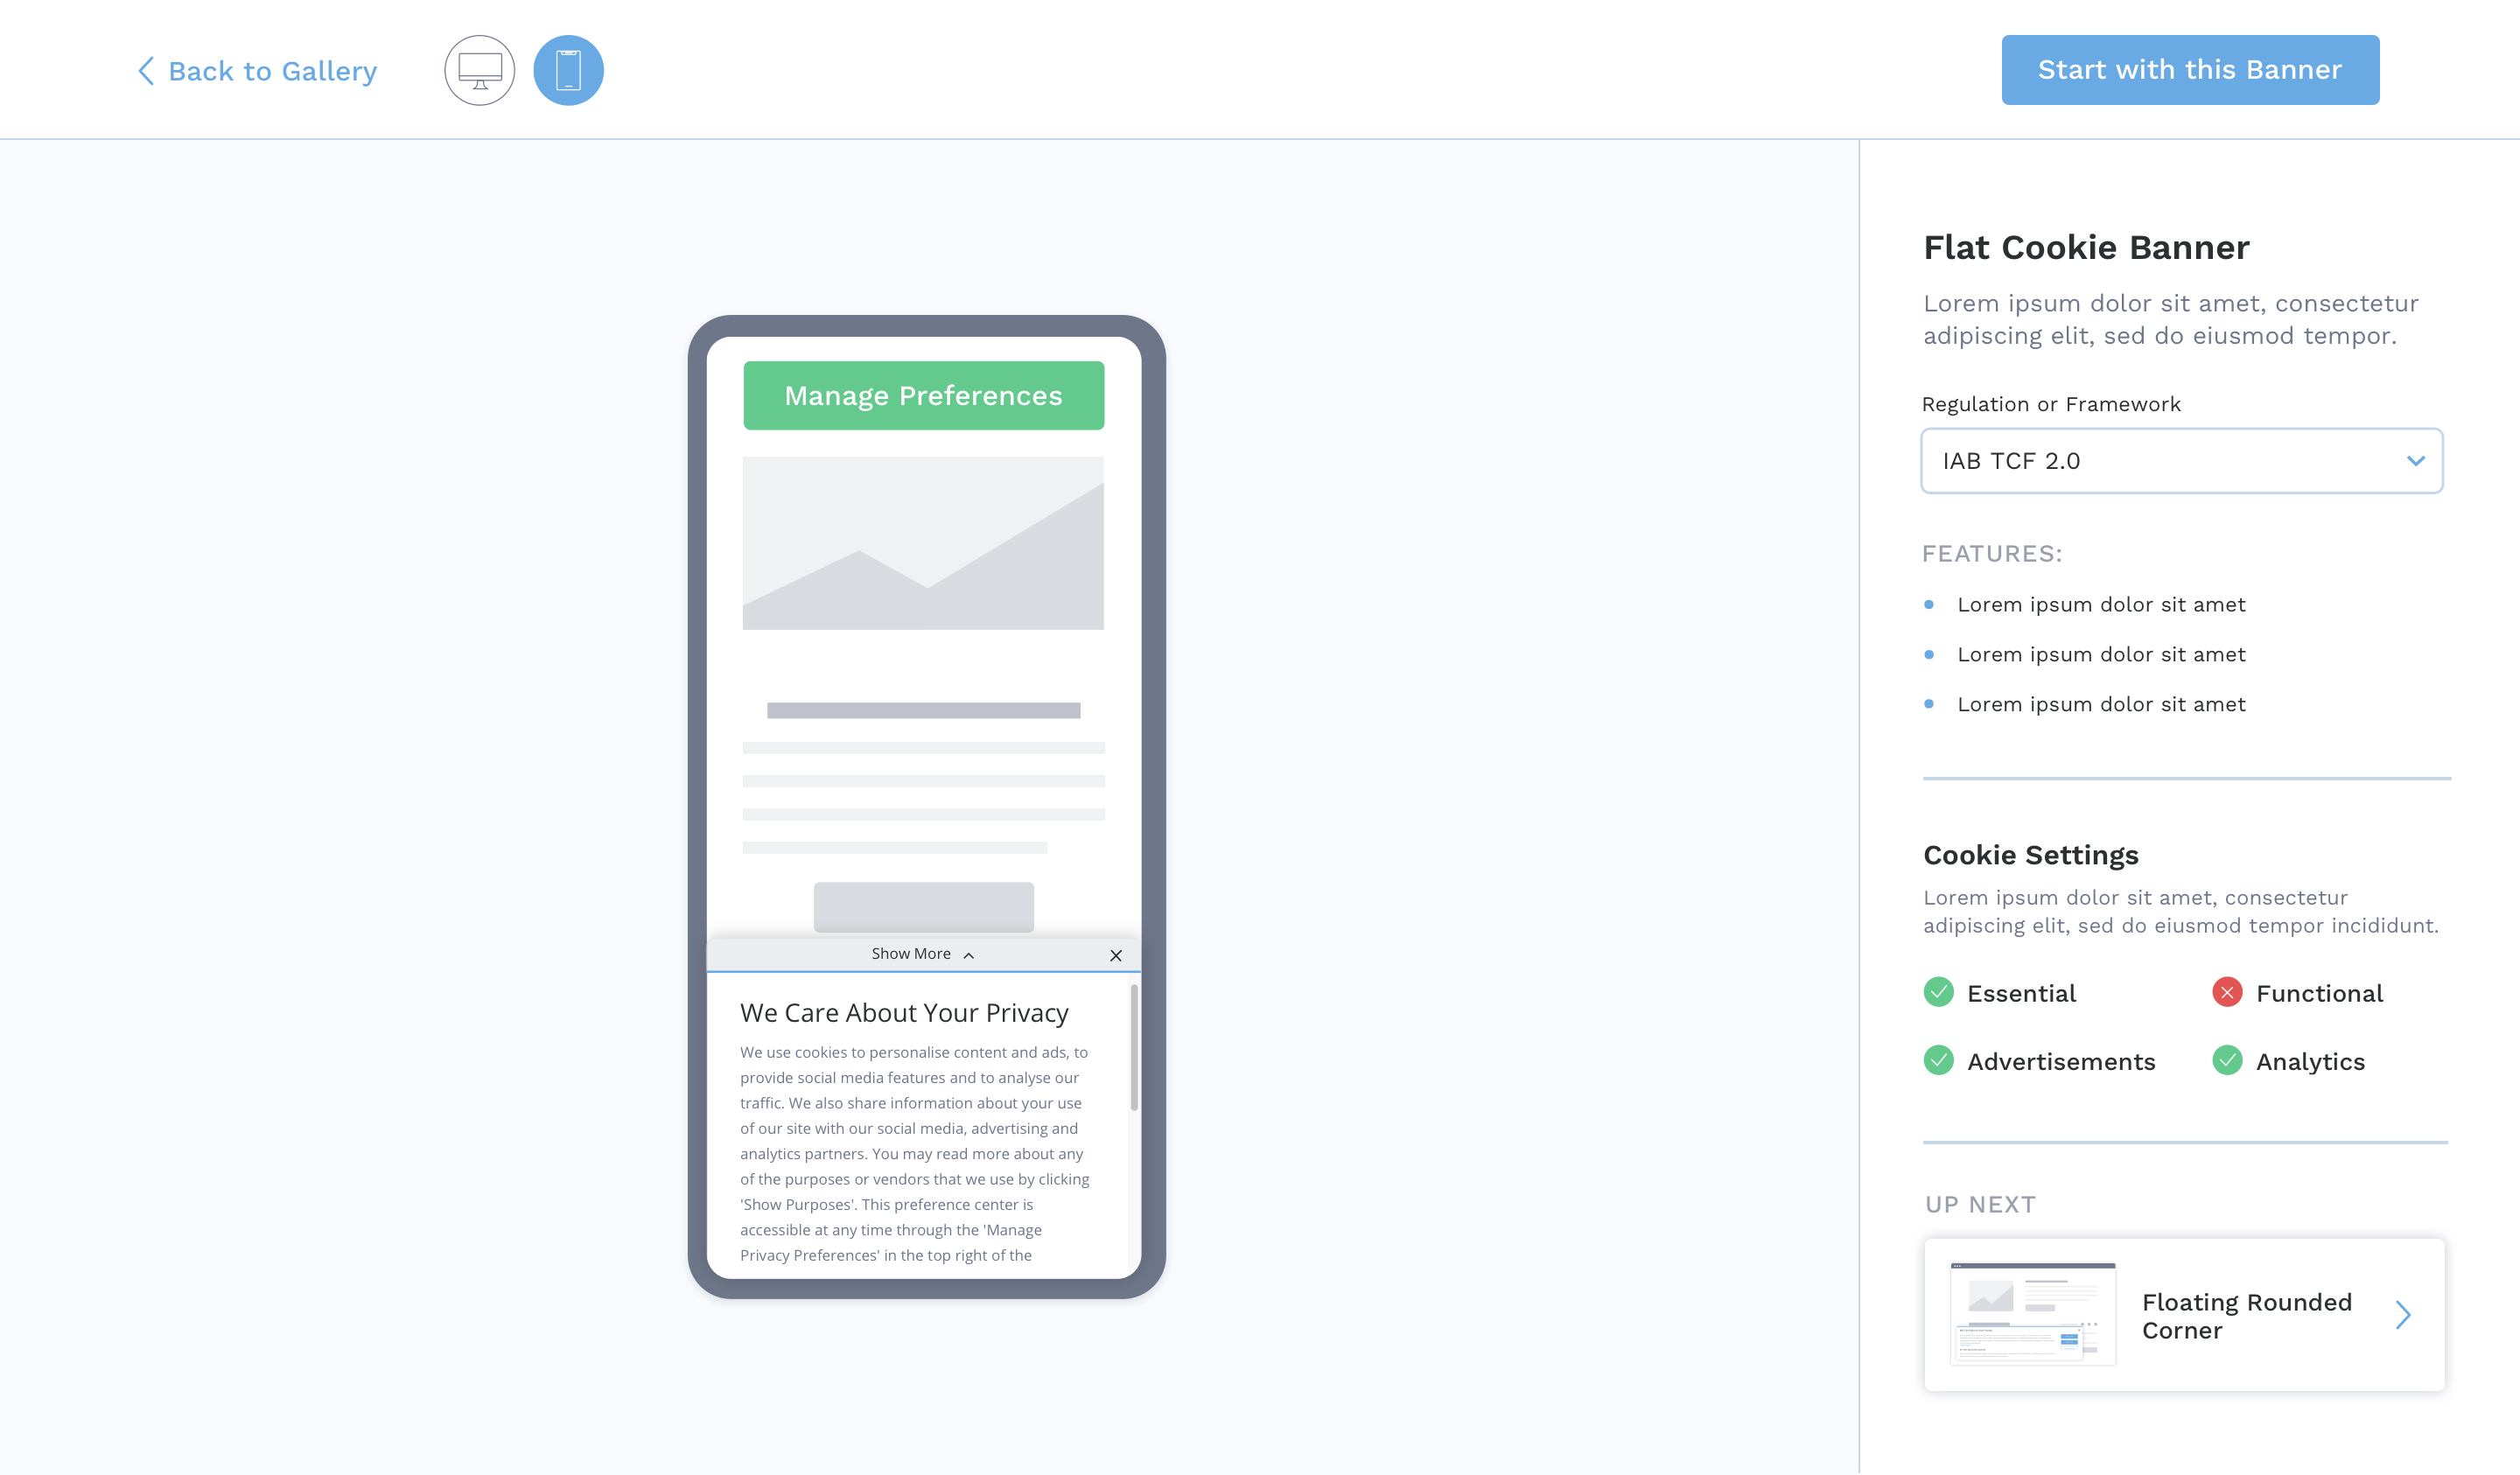 Back to Gallery
Start with this Banner
Manage Preferences
Show More
We Care About Your Privacy
We use cookies to personalise content and ads, to
provide social media features and to analyse our
traffic. We also share information about your use
of our site with our social media, advertising and
analytics partners. You may read more about any
of the purposes or vendors that we use by clicking
'Show Purposes'. This preference center is
accessible at any time through the 'Manage
Privacy Preferences' in the top right of the
Flat Cookie Banner
Lorem ipsum dolor sit amet, consectetur
adipiscing elit, sed do eiusmod tempor.
Regulation or Framework
IAB TCF 2.0
FEATURES:
Lorem ipsum dolor sit amet
Lorem ipsum dolor sit amet
Lorem ipsum dolor sit amet
Cookie Settings
Lorem ipsum dolor sit amet, consectetur
adipiscing elit, sed do eiusmod tempor incididunt.
Essential
Functional
Advertisements
Analytics
UP NEXT
Floating Rounded
Corner